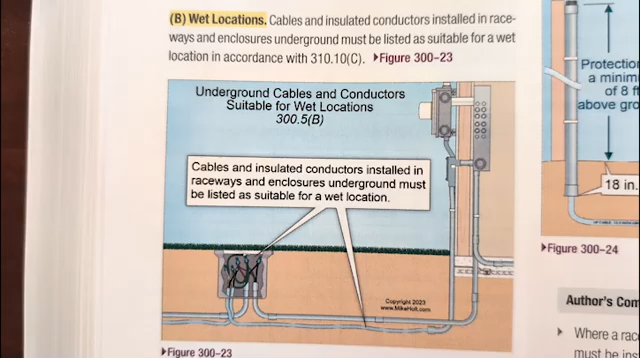 (B) Wet Locations. Cables and insulated conductors installed in race-
ways and enclosures underground must be listed as suitable for a wet
location in accordance with 310.10(C). ▶Figure 300–23
Underground Cables and Conductors
Suitable for Wet Locations
300.5(B)
Cables and insulated conductors installed in
raceways and enclosures underground must
be listed as suitable for a wet location.
Copyright 2023
www.MikeHolt.com
▶Figure 300–23
Protection
a minim
of 8 ft
above gro
18 in.
▶Figure 300–24
Author's Com
▶ Where a rac
must be ins